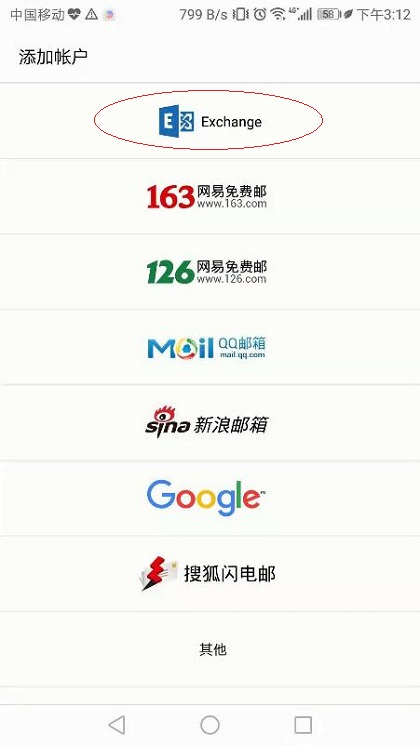 中国移动 799 B/s 4G 58 下午3:12
添加帐户
E Exchange
163 网易免费邮
www.163.com
126 网易免费邮
www.126.com
Mail QQ邮箱
mail.qq.com
sina 新浪邮箱
Google™
搜狐闪电邮
其他